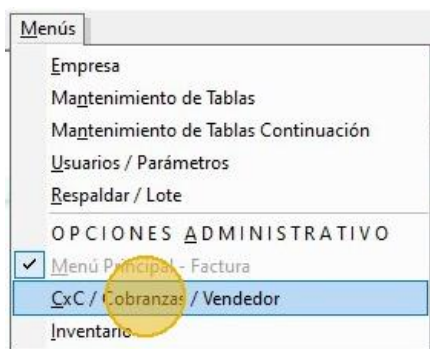 Menús
Empresa
Mantenimiento de Tablas
Mantenimiento de Tablas Continuación
Usuarios / Parámetros
Respaldar / Lote
OPCIONES ADMINISTRATIVO
Menú Principal - Factura
CxC / Cobranzas / Vendedor
Inventario